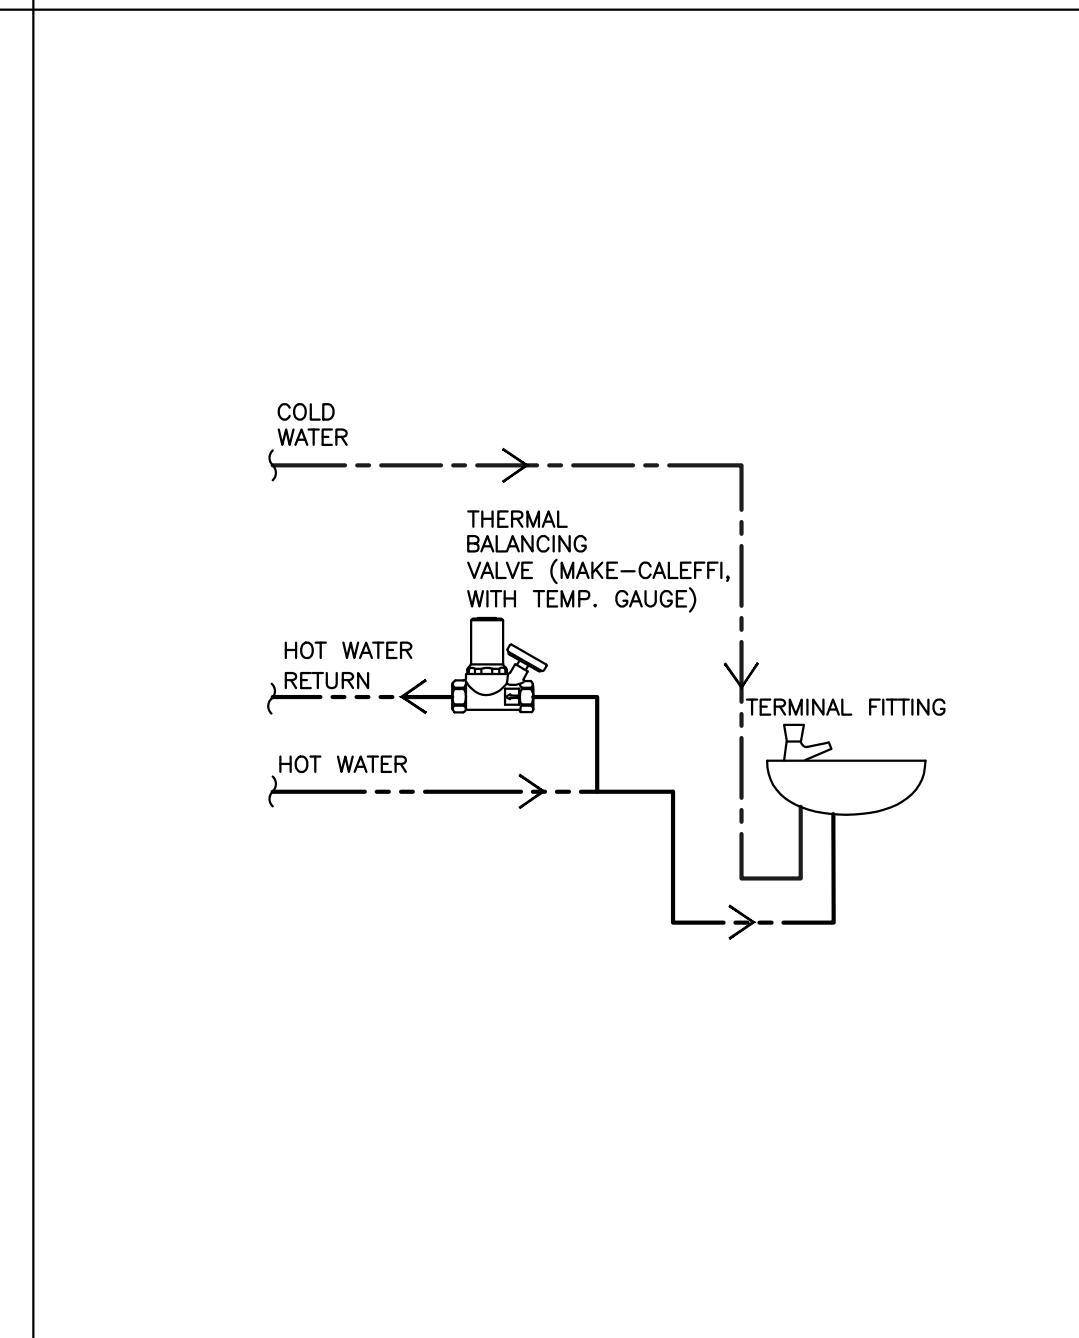 COLD
WATER
THERMAL
BALANCING
VALVE (MAKE-CALEFFI,
WITH TEMP. GAUGE)
HOT WATER
RETURN
TERMINAL FITTING
HOT WATER